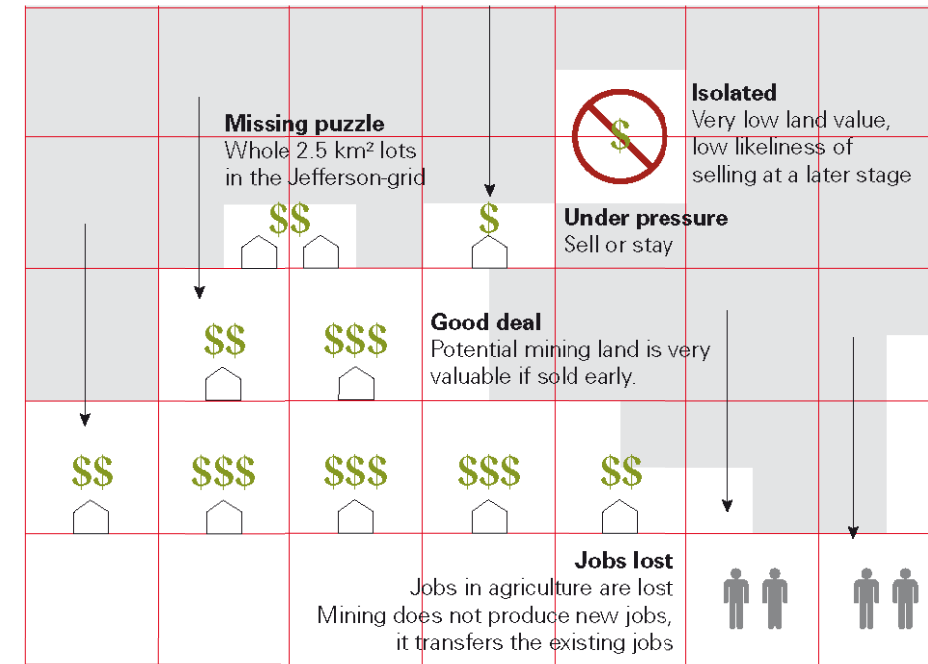 Isolated
Very low land value,
low likeliness of
selling at a later stage
$
Missing puzzle
Whole 2.5 km² lots
in the Jefferson-grid
$$
$
Under pressure
Sell or stay
$$
$$$
Good deal
Potential mining land is very
valuable if sold early.
$$
$$$
$$$
$$$
$$
Jobs lost
Jobs in agriculture are lost
Mining does not produce new jobs,
it transfers the existing jobs